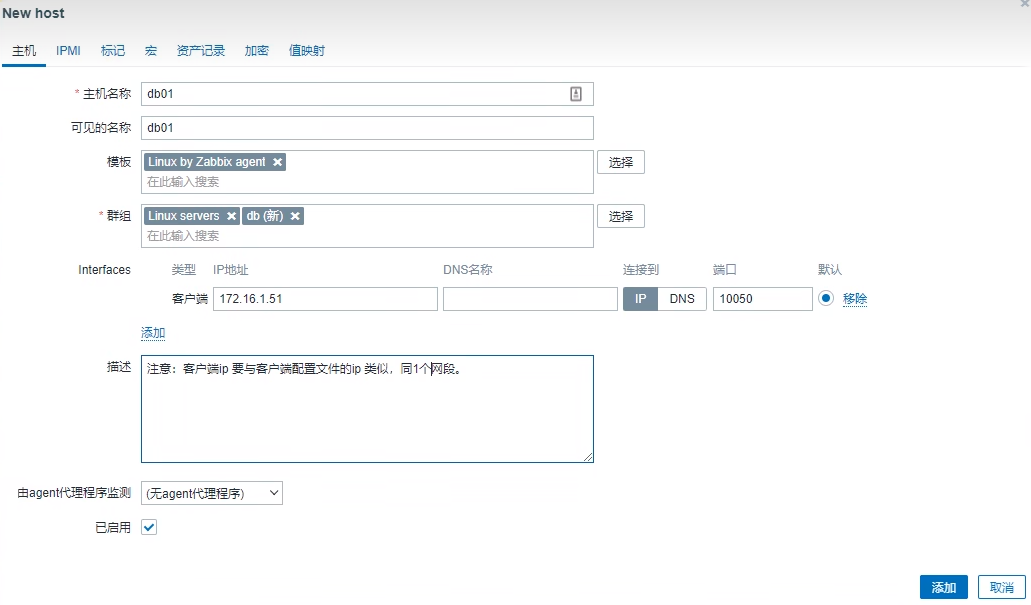 New host
主机 IPMI 标记 宏 资产记录 加密 值映射
* 主机名称 db01
可见的名称 db01
模板 Linux by Zabbix agent 选择
在此输入搜索
* 群组 Linux servers db (新) 选择
在此输入搜索
Interfaces 类型 IP地址 DNS名称 连接到 端口 默认
客户端 172.16.1.51 IP DNS 10050 移除
添加
描述 注意：客户端ip 要与客户端配置文件的ip 类似，同1个网段。
由agent代理程序监测 (无agent代理程序)
已启用
添加 取消